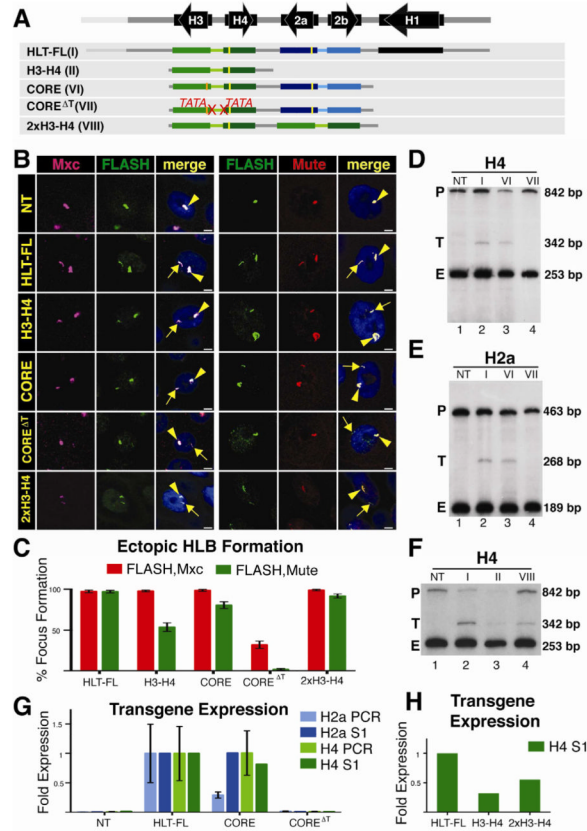 A
H3 H4 2a 2b H1
HLT-FL(I)
H3-H4 (II)
CORE (VI)
TATA TATA
CORE ΔT(VII)
2xH3-H4 (VIII)
B
Mxc FLASH merge FLASH Mute merge
NT
HLT-FL
H3-H4
CORE
CORE ΔT
2xH3-H4
C
Ectopic HLB Formation
FLASH,Mxc FLASH,Mute
% Focus Formation
100
50
HLT-FL H3-H4 CORE CORE ΔT 2xH3-H4
D
H4
NT I VI VII
P 842 bp
T 342 bp
E 253 bp
1 2 3 4
E
H2a
NT I VI VII
P 463 bp
T 268 bp
E 189 bp
1 2 3 4
F
H4
NT I II VIII
P 842 bp
T 342 bp
E 253 bp
1 2 3 4
G
Transgene Expression
H2a PCR
H2a S1
H4 PCR
H4 S1
Fold Expression
1.5
1
0.5
NT HLT-FL CORE CORE ΔT
H
Transgene
Expression
H4 S1
Fold Expression
1
0.5
HLT-FL H3-H4 2xH3-H4